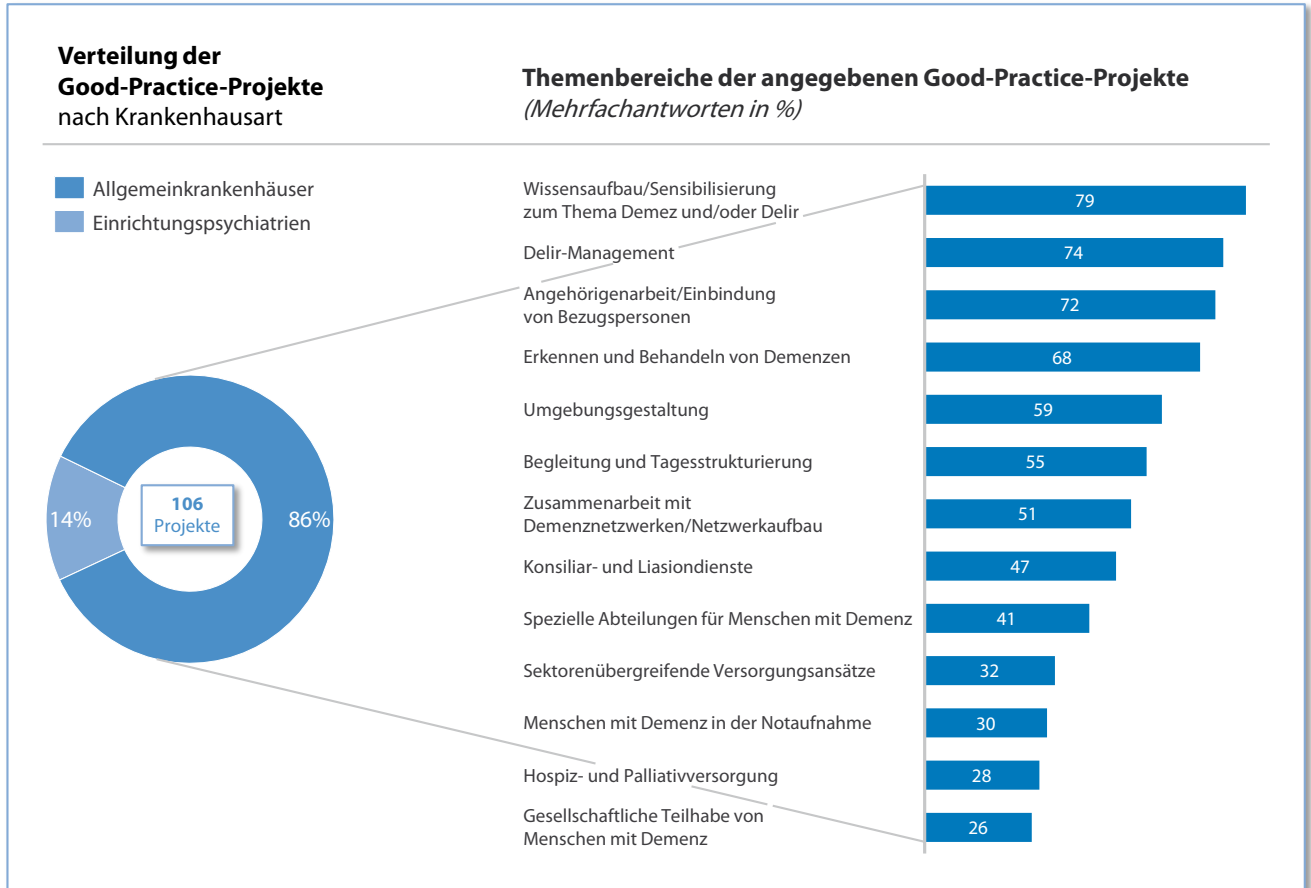 Verteilung der
Good-Practice-Projekte
nach Krankenhausart
Themenbereiche der angegebenen Good-Practice-Projekte
(Mehrfachantworten in %)
Allgemeinkrankenhäuser
Einrichtungspsychiatrien
14%
106
Projekte
86%
Wissensaufbau/Sensibilisierung
zum Thema Demez und/oder Delir
79
Delir-Management
74
Angehörigenarbeit/Einbindung
von Bezugspersonen
72
Erkennen und Behandeln von Demenzen
68
Umgebungsgestaltung
59
Begleitung und Tagesstrukturierung
55
Zusammenarbeit mit
Demenznetzwerken/Netzwerkaufbau
51
Konsiliar- und Liasiondienste
47
Spezielle Abteilungen für Menschen mit Demenz
41
Sektorenübergreifende Versorgungsansätze
32
Menschen mit Demenz in der Notaufnahme
30
Hospiz- und Palliativversorgung
28
Gesellschaftliche Teilhabe von
Menschen mit Demenz
26